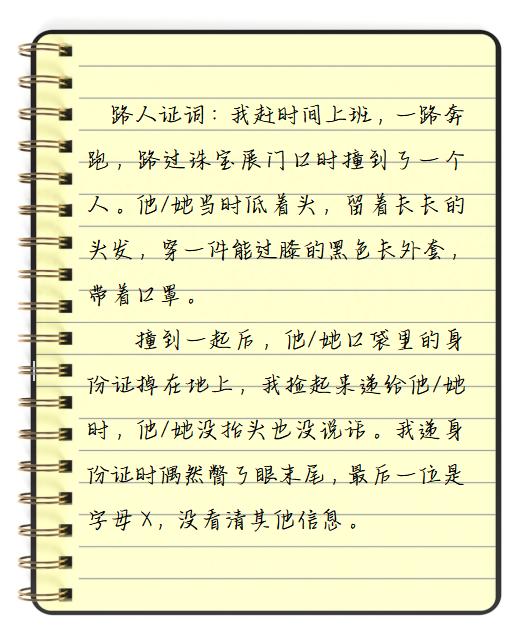 路人证词：我赶时间上班，一路奔
跑，路过珠宝展门口时撞到了一个
人。他/她当时低着头，留着长长的
头发，穿一件能过膝的黑色长外套，
带着口罩。
撞到一起后，他/她口袋里的身
份证掉在地上，我捡起来递给他/她
时，他/她没抬头也没说话。我递身
份证时偶然瞥了眼末尾，最后一位是
字母X，没看清其他信息。